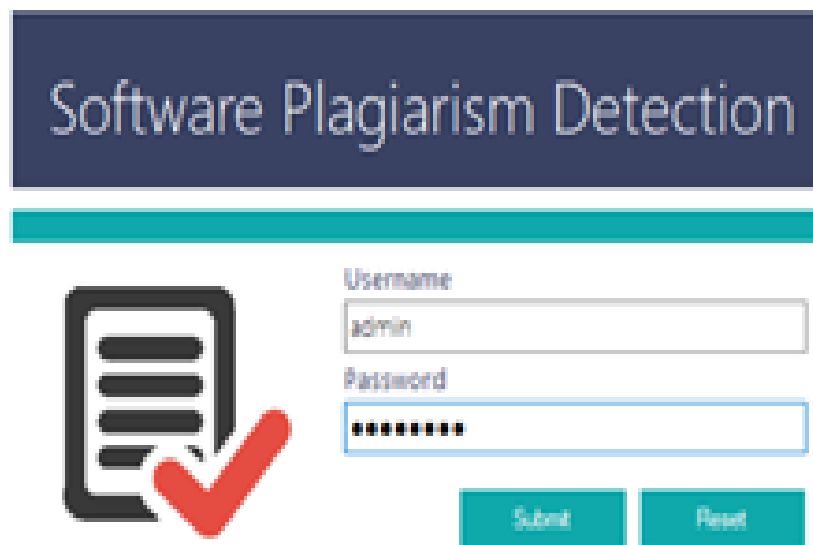 Software Plagiarism Detection
Username
admin
Password
••••••••
Submit Reset